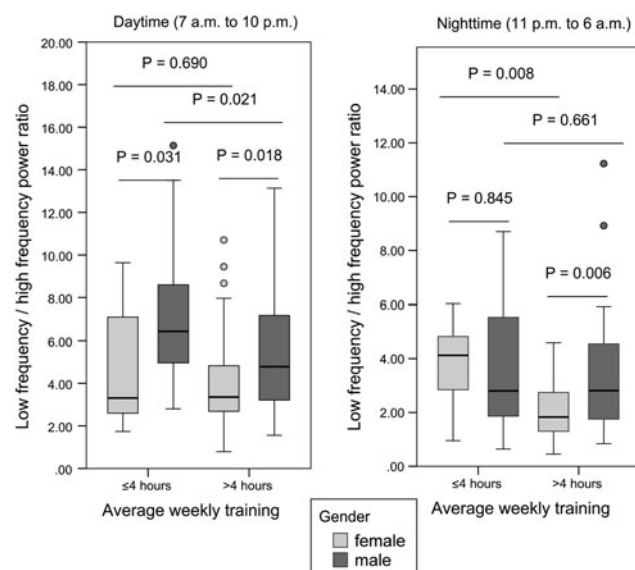 Daytime (7 a.m. to 10 p.m.)
Low frequency / high frequency power ratio
20.00
18.00
16.00
14.00
12.00
10.00
8.00
6.00
4.00
2.00
.00
P = 0.690
P = 0.021
P = 0.031
P = 0.018
≤4 hours
>4 hours
Average weekly training
Nighttime (11 p.m. to 6 a.m.)
Low frequency / high frequency power ratio
14.00
12.00
10.00
8.00
6.00
4.00
2.00
.00
P = 0.008
P = 0.661
P = 0.845
P = 0.006
≤4 hours
>4 hours
Average weekly training
Gender
female
male